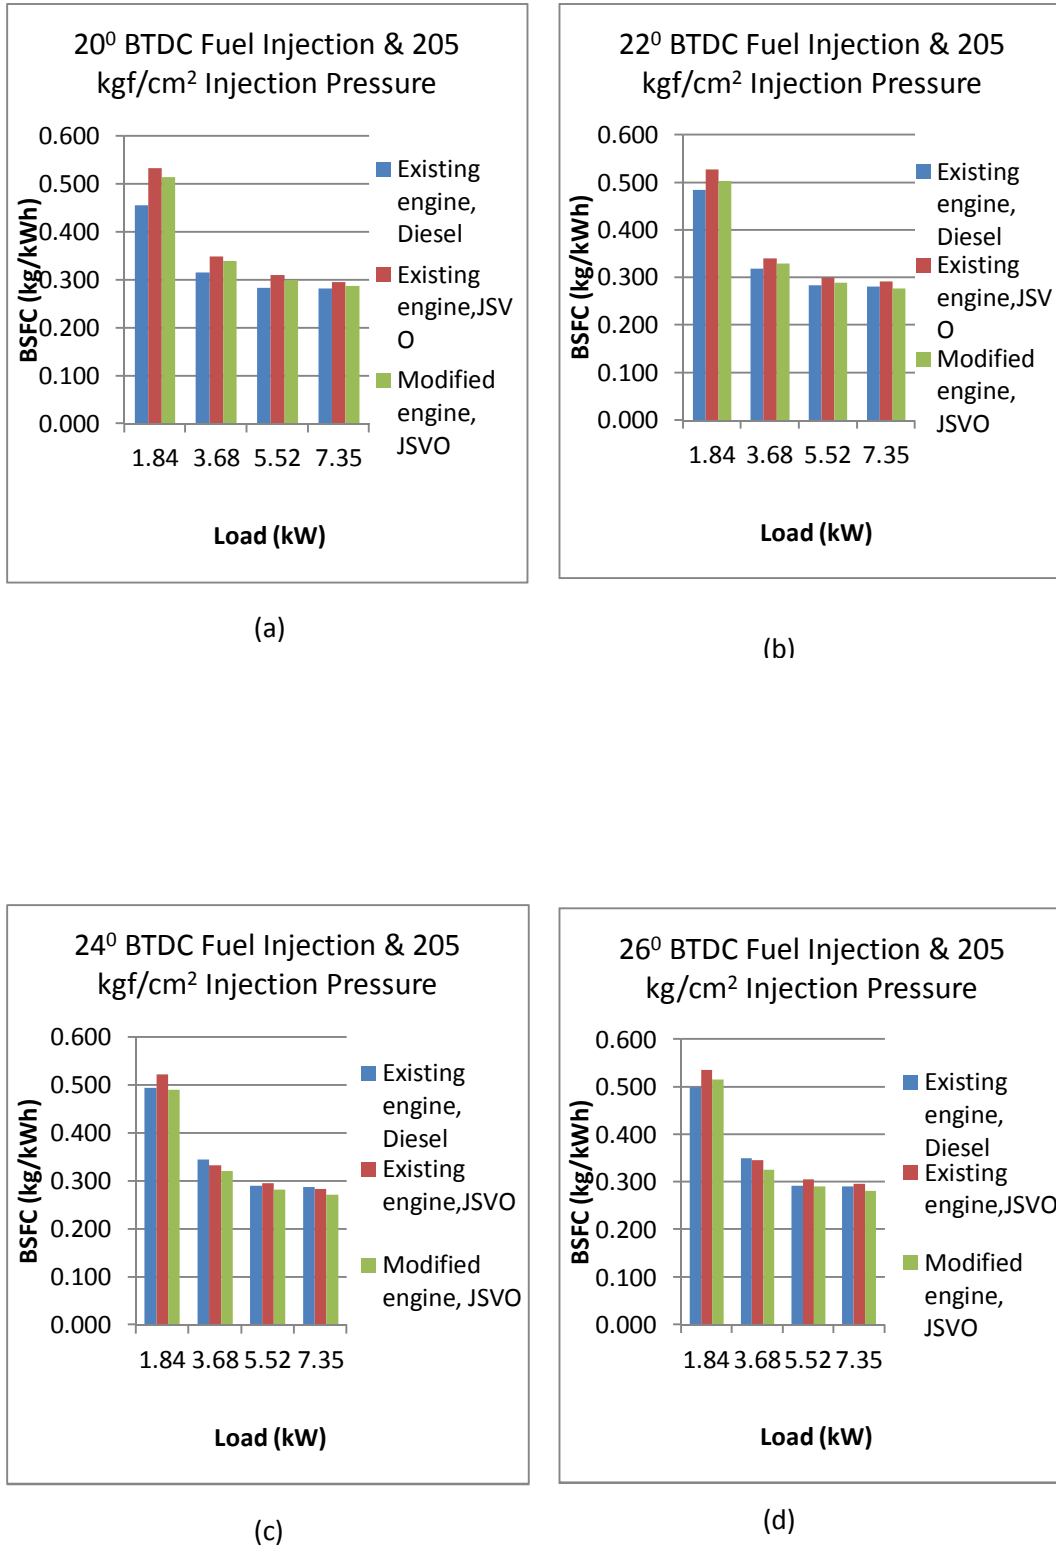 20⁰ BTDC Fuel Injection & 205
kgf/cm² Injection Pressure
0.600
0.500
0.400
0.300
0.200
0.100
0.000
BSFC (kg/kWh)
1.84 3.68 5.52 7.35
Load (kW)
Existing
engine,
Diesel
Existing
engine,JSV
O
Modified
engine,
JSVO
(a)
22⁰ BTDC Fuel Injection & 205
kgf/cm² Injection Pressure
0.600
0.500
0.400
0.300
0.200
0.100
0.000
BSFC (kg/kWh)
1.84 3.68 5.52 7.35
Load (kW)
Existing
engine,
Diesel
Existing
engine,JSV
O
Modified
engine,
JSVO
(b)
24⁰ BTDC Fuel Injection & 205
kgf/cm² Injection Pressure
0.600
0.500
0.400
0.300
0.200
0.100
0.000
BSFC (kg/kWh)
1.84 3.68 5.52 7.35
Load (kW)
Existing
engine,
Diesel
Existing
engine,JSVO
Modified
engine, JSVO
(c)
26⁰ BTDC Fuel Injection & 205
kg/cm² Injection Pressure
0.600
0.500
0.400
0.300
0.200
0.100
0.000
BSFC (kg/kWh)
1.84 3.68 5.52 7.35
Load (kW)
Existing
engine,
Diesel
Existing
engine,JSVO
Modified
engine,
JSVO
(d)